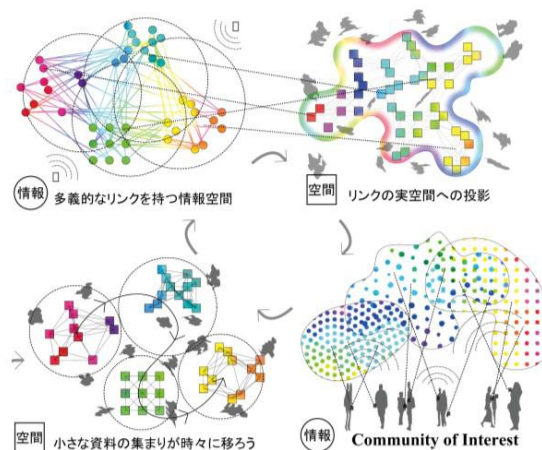 情報
多義的なリンクを持つ情報空間
空間
リンクの実空間への投影
空間
小さな資料の集まりが時々に移ろう
情報
Community of Interest